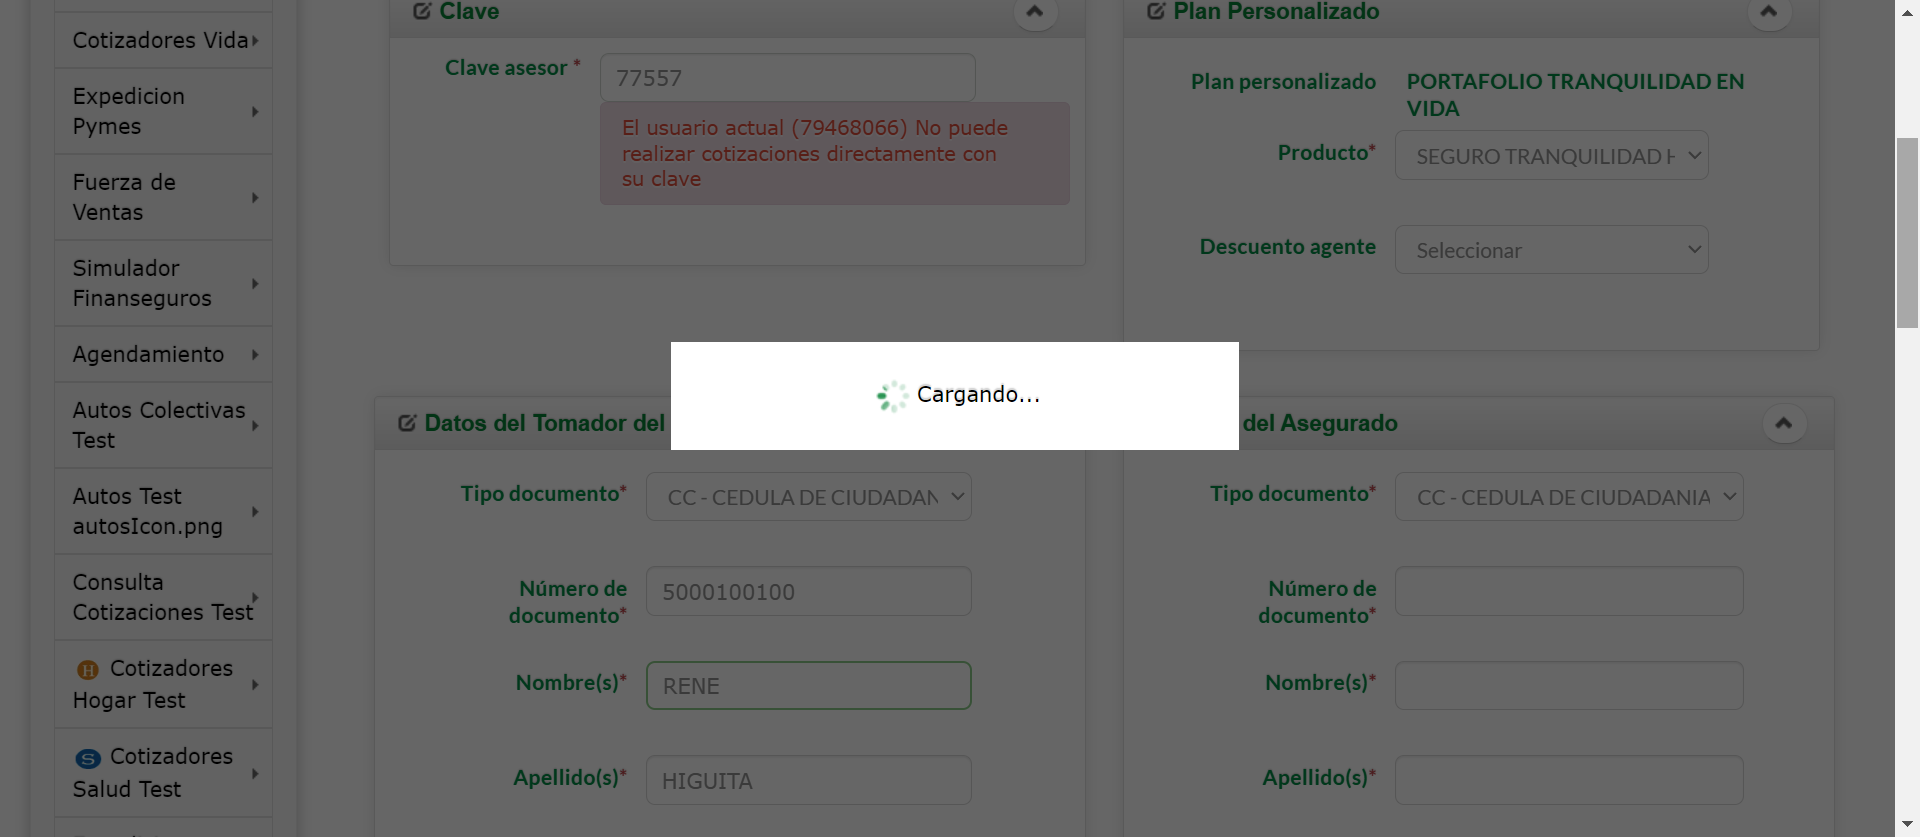 Cotizadores Vida
Expedicion
Pymes
Fuerza de
Ventas
Simulador
Finanseguros
Agendamiento
Autos Colectivas
Test
Autos Test
autosIcon.png
Consulta
Cotizaciones Test
H Cotizadores
Hogar Test
S Cotizadores
Salud Test
Clave
Clave asesor *
77557
El usuario actual (79468066) No puede
realizar cotizaciones directamente con
su clave
Plan Personalizado
Plan personalizado
PORTAFOLIO TRANQUILIDAD EN
VIDA
Producto*
SEGURO TRANQUILIDAD H
Descuento agente
Seleccionar
Cargando...
Datos del Tomador del
Tipo documento*
CC - CEDULA DE CIUDADAN
Número de
documento*
5000100100
Nombre(s)*
RENE
Apellido(s)*
HIGUITA
del Asegurado
Tipo documento*
CC - CEDULA DE CIUDADANIA
Número de
documento*
Nombre(s)*
Apellido(s)*